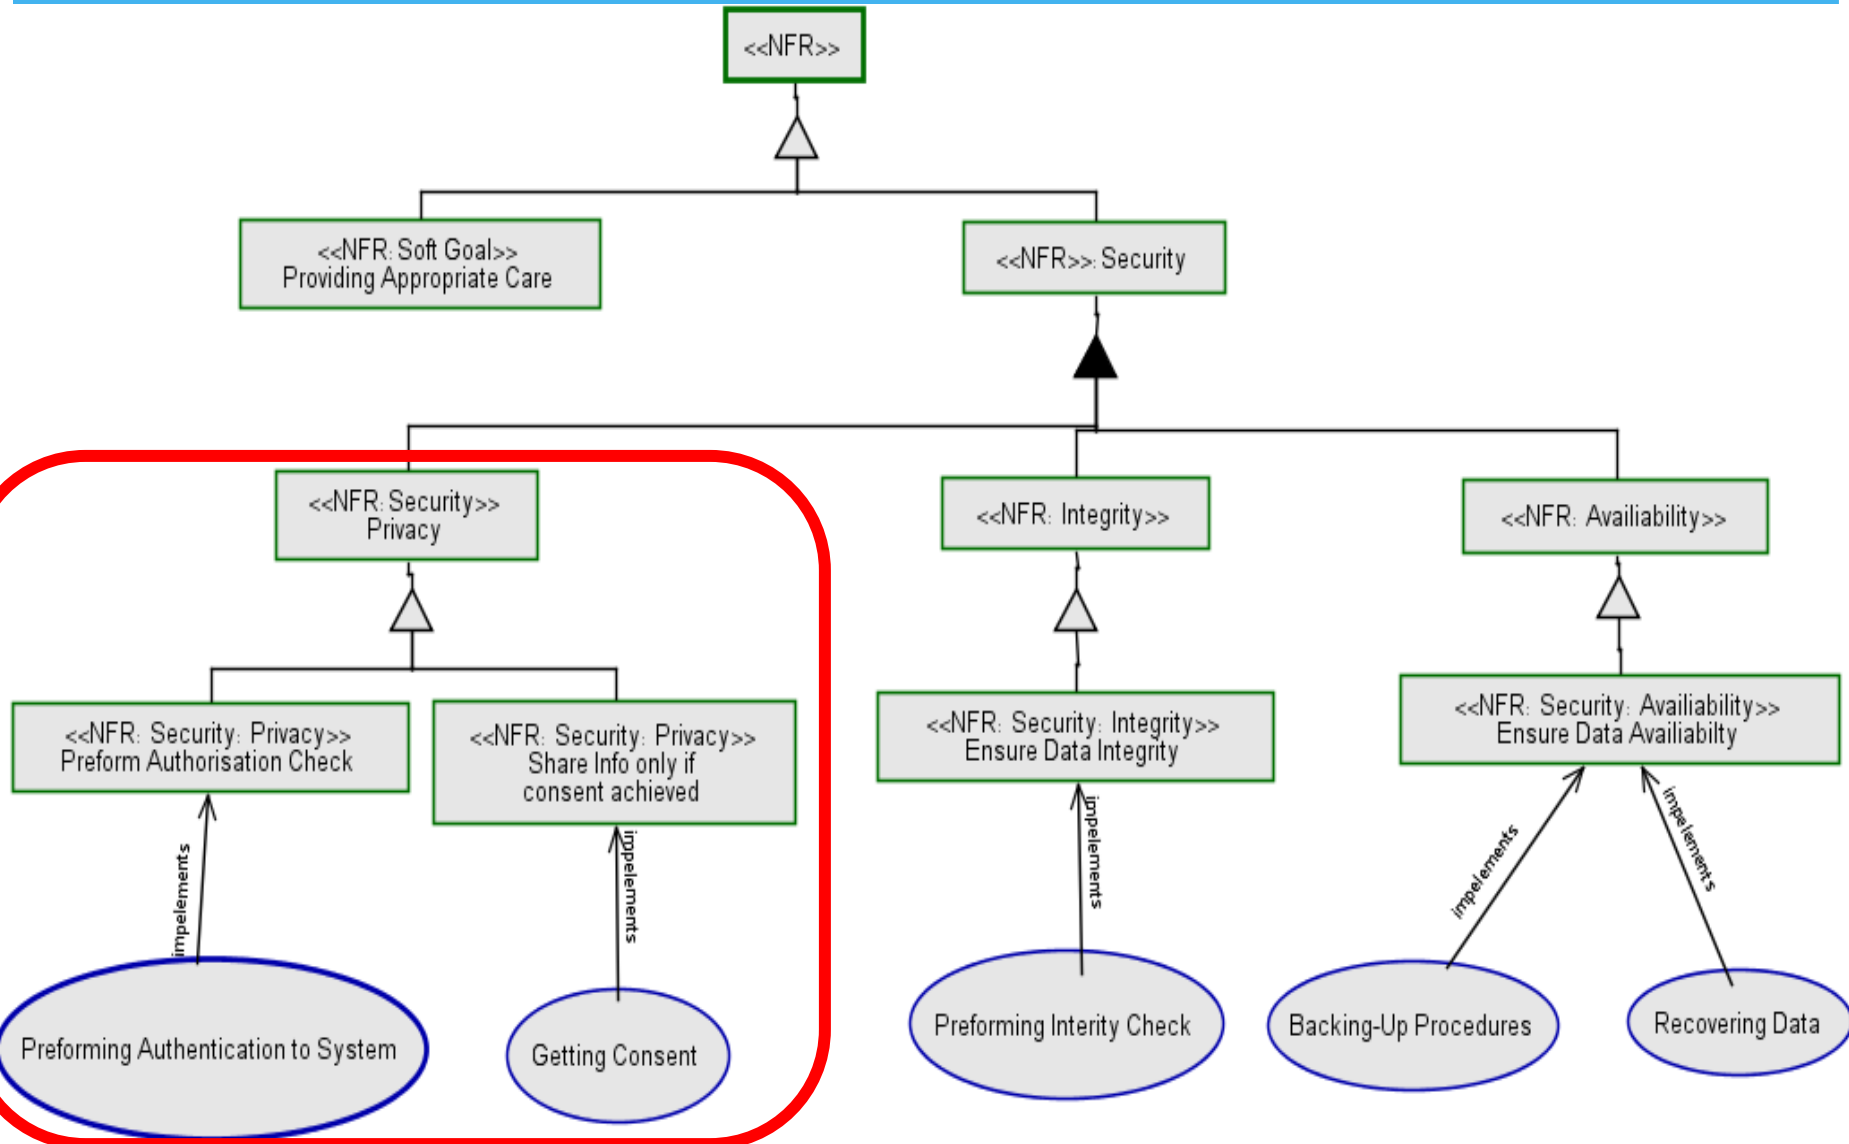 <<NFR>>
<<NFR: Soft Goal>>
Providing Appropriate Care
<<NFR>>: Security
<<NFR: Security>>
Privacy
<<NFR: Integrity>>
<<NFR: Availiability>>
<<NFR: Security: Privacy>>
Preform Authorisation Check
<<NFR: Security: Privacy>>
Share Info only if
consent achieved
<<NFR: Security: Integrity>>
Ensure Data Integrity
<<NFR: Security: Availiability>>
Ensure Data Availiabilty
impelements
impelements
impelements
impelements
impelements
Preforming Authentication to System
Getting Consent
Preforming Interity Check
Backing-Up Procedures
Recovering Data